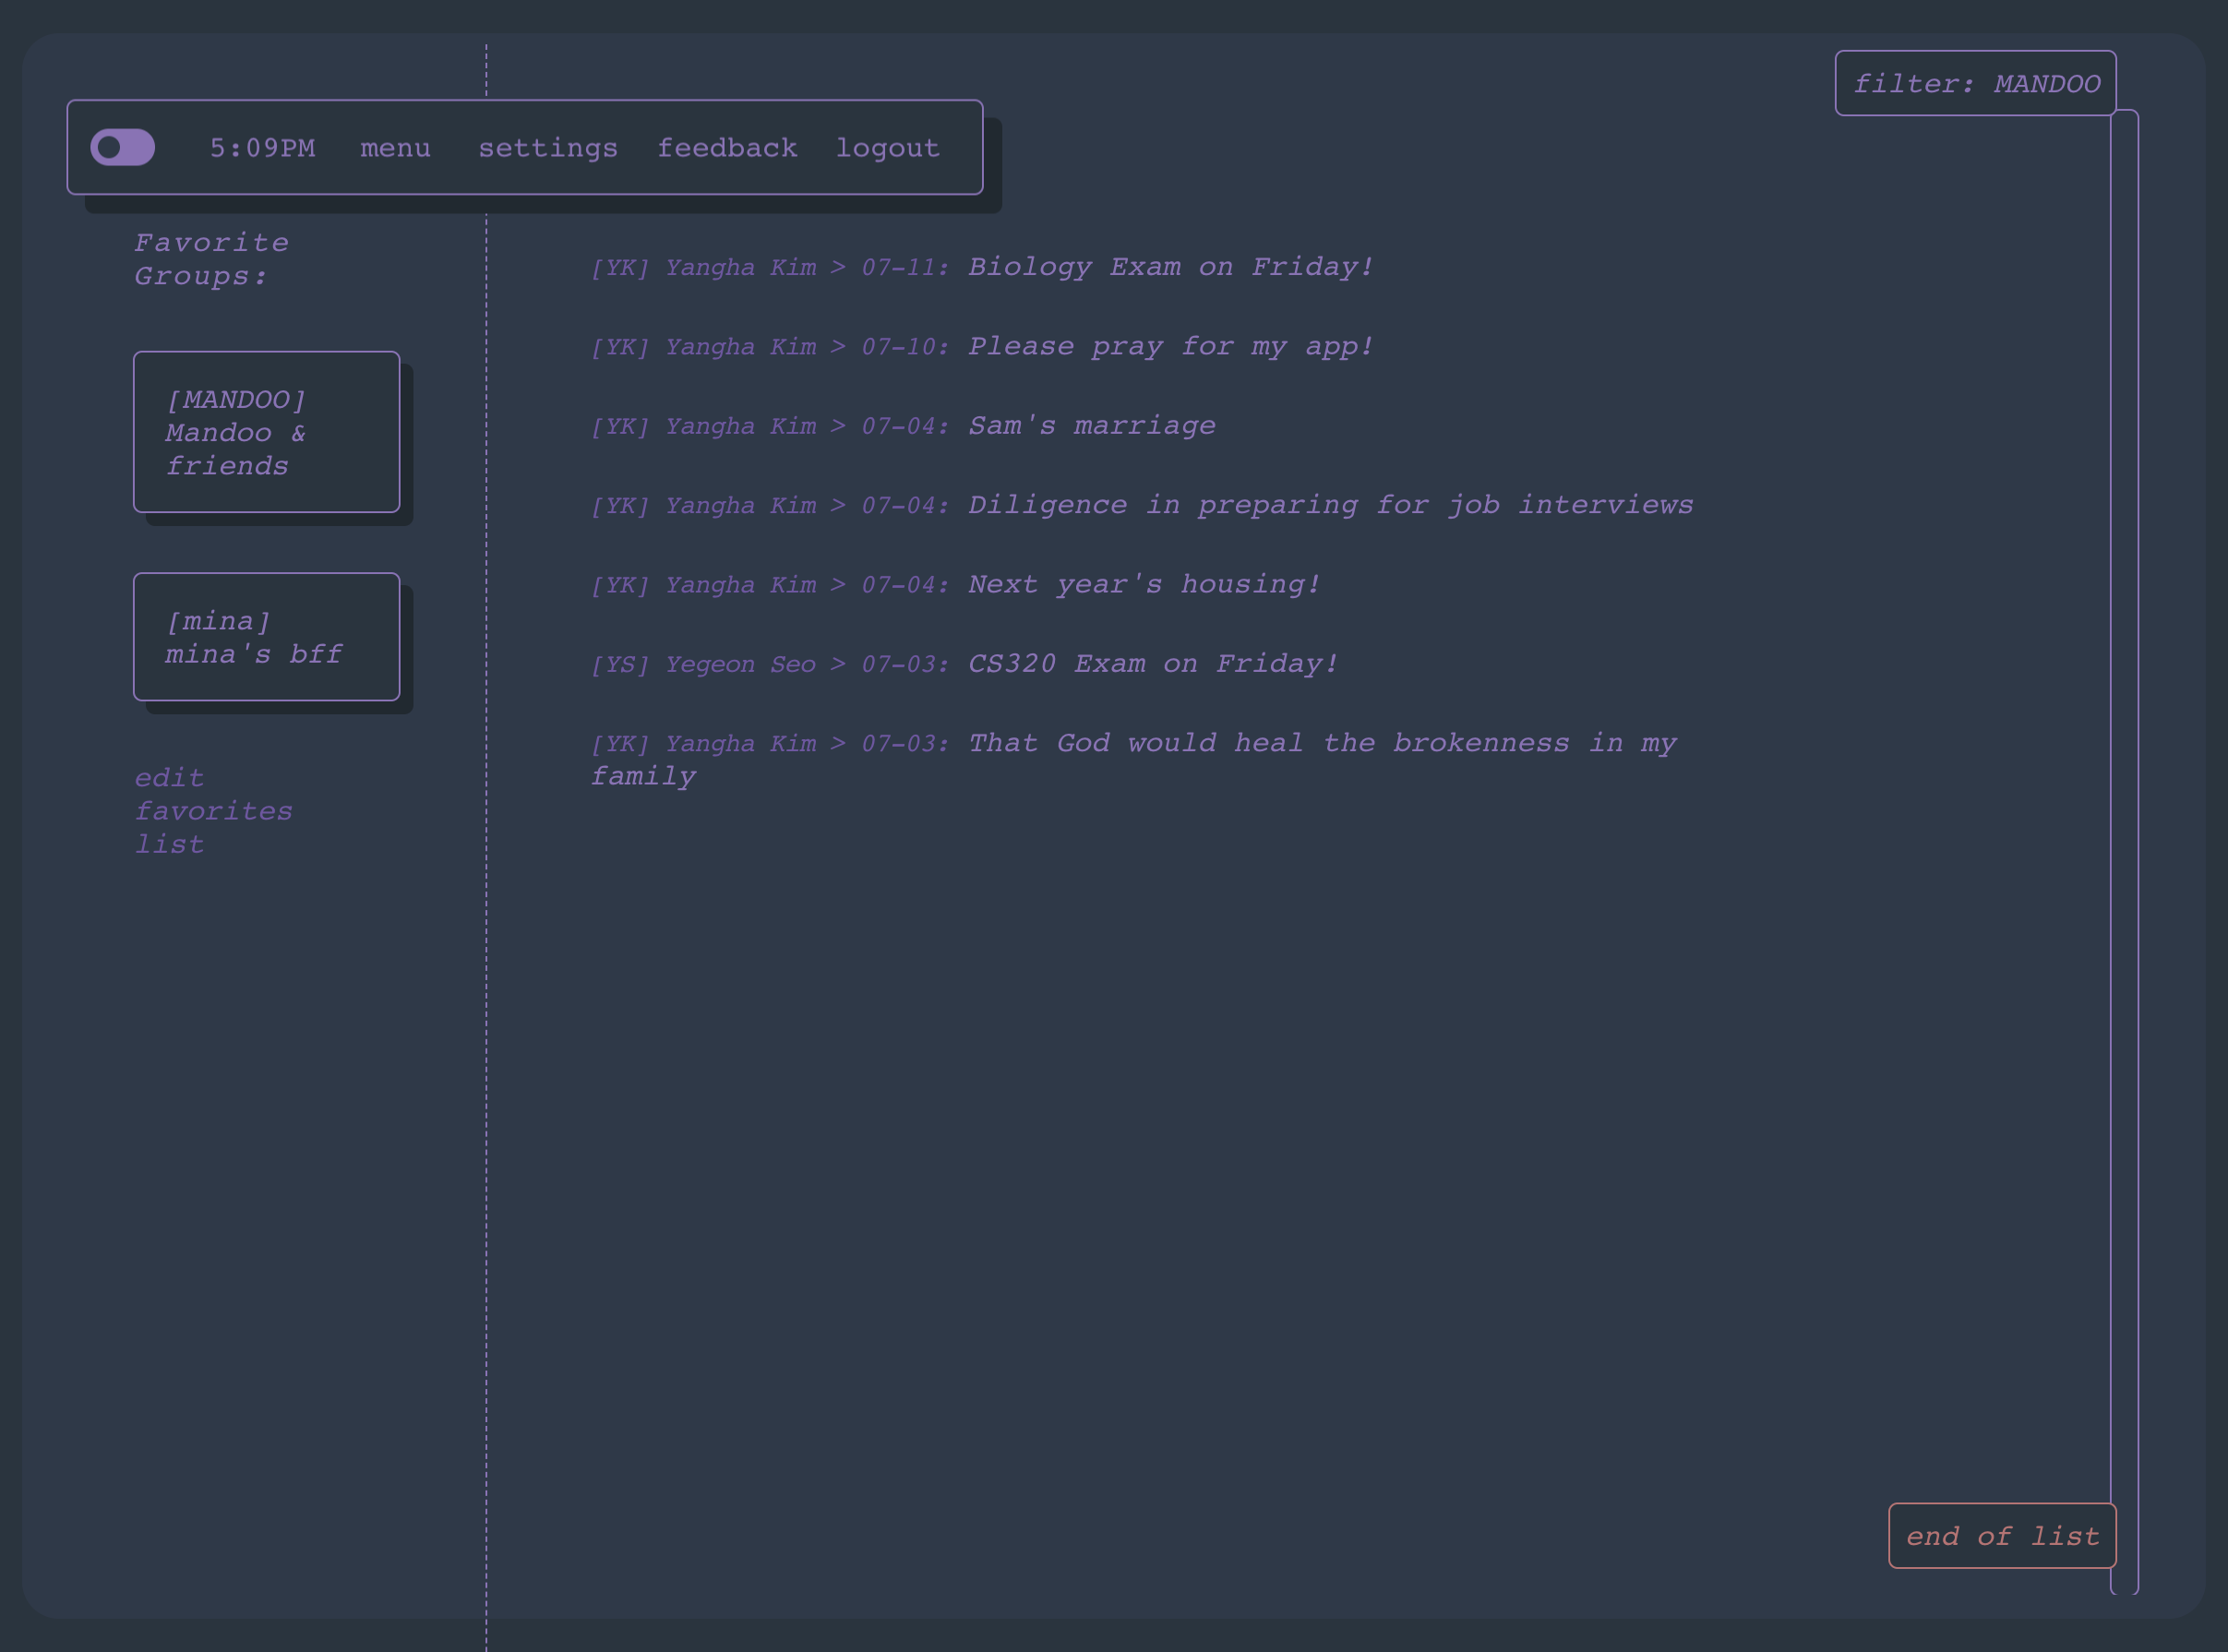 filter: MANDOO
5:09PM menu settings feedback logout
Favorite
Groups:
[MANDOO]
Mandoo &
friends
[mina]
mina's bff
edit
favorites
list
[YK] Yangha Kim > 07-11: Biology Exam on Friday!
[YK] Yangha Kim > 07-10: Please pray for my app!
[YK] Yangha Kim > 07-04: Sam's marriage
[YK] Yangha Kim > 07-04: Diligence in preparing for job interviews
[YK] Yangha Kim > 07-04: Next year's housing!
[YS] Yegeon Seo > 07-03: CS320 Exam on Friday!
[YK] Yangha Kim > 07-03: That God would heal the brokenness in my
family
end of list